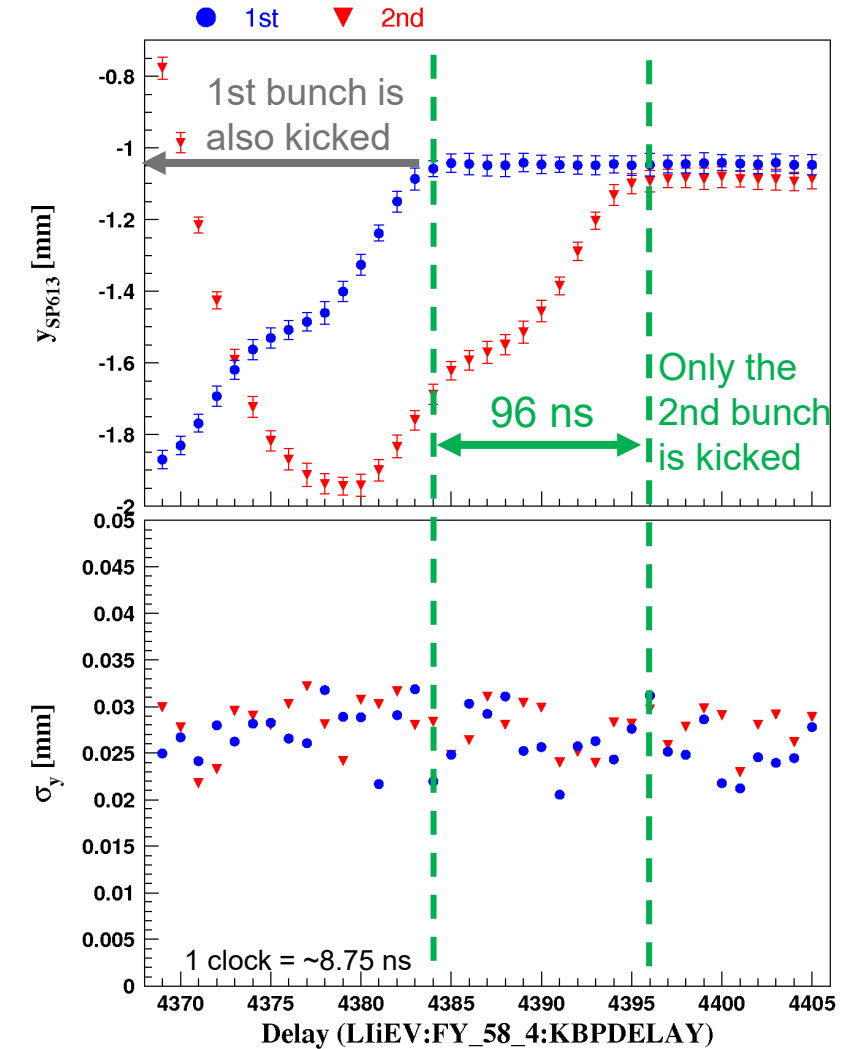 1st 2nd
-0.8
-1
-1.2
-1.4
-1.6
-1.8
-2
y_SP613 [mm]
1st bunch is
also kicked
96 ns
Only the
2nd bunch
is kicked
0.05
0.045
0.04
0.035
0.03
0.025
0.02
0.015
0.01
0.005
0
σ_y [mm]
1 clock = ~8.75 ns
4370 4375 4380 4385 4390 4395 4400 4405
Delay (LIiEV:FY_58_4:KBPDELAY)